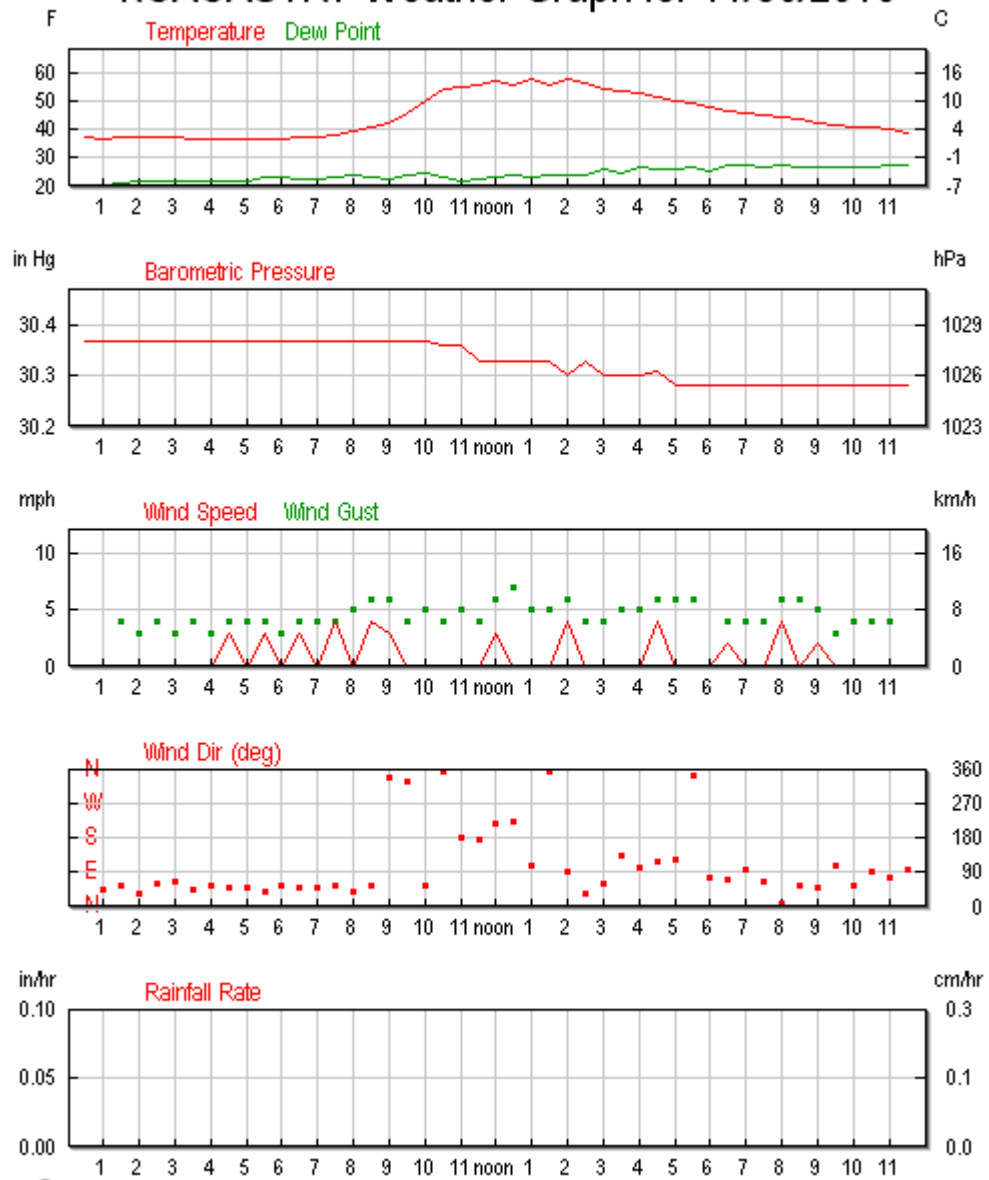 Weather Graph for
F C
Temperature Dew Point
60 16
50 10
40 4
30 -1
20 -7
1 2 3 4 5 6 7 8 9 10 11 noon 1 2 3 4 5 6 7 8 9 10 11
in Hg hPa
Barometric Pressure
30.4 1029
30.3 1026
30.2 1023
1 2 3 4 5 6 7 8 9 10 11 noon 1 2 3 4 5 6 7 8 9 10 11
mph km/h
Wind Speed Wind Gust
10 16
5 8
0 0
1 2 3 4 5 6 7 8 9 10 11 noon 1 2 3 4 5 6 7 8 9 10 11
Wind Dir (deg)
N 360
W 270
S 180
E 90
N 0
1 2 3 4 5 6 7 8 9 10 11 noon 1 2 3 4 5 6 7 8 9 10 11
in/hr cm/hr
Rainfall Rate
0.10 0.3
0.05 0.1
0.00 0.0
1 2 3 4 5 6 7 8 9 10 11 noon 1 2 3 4 5 6 7 8 9 10 11